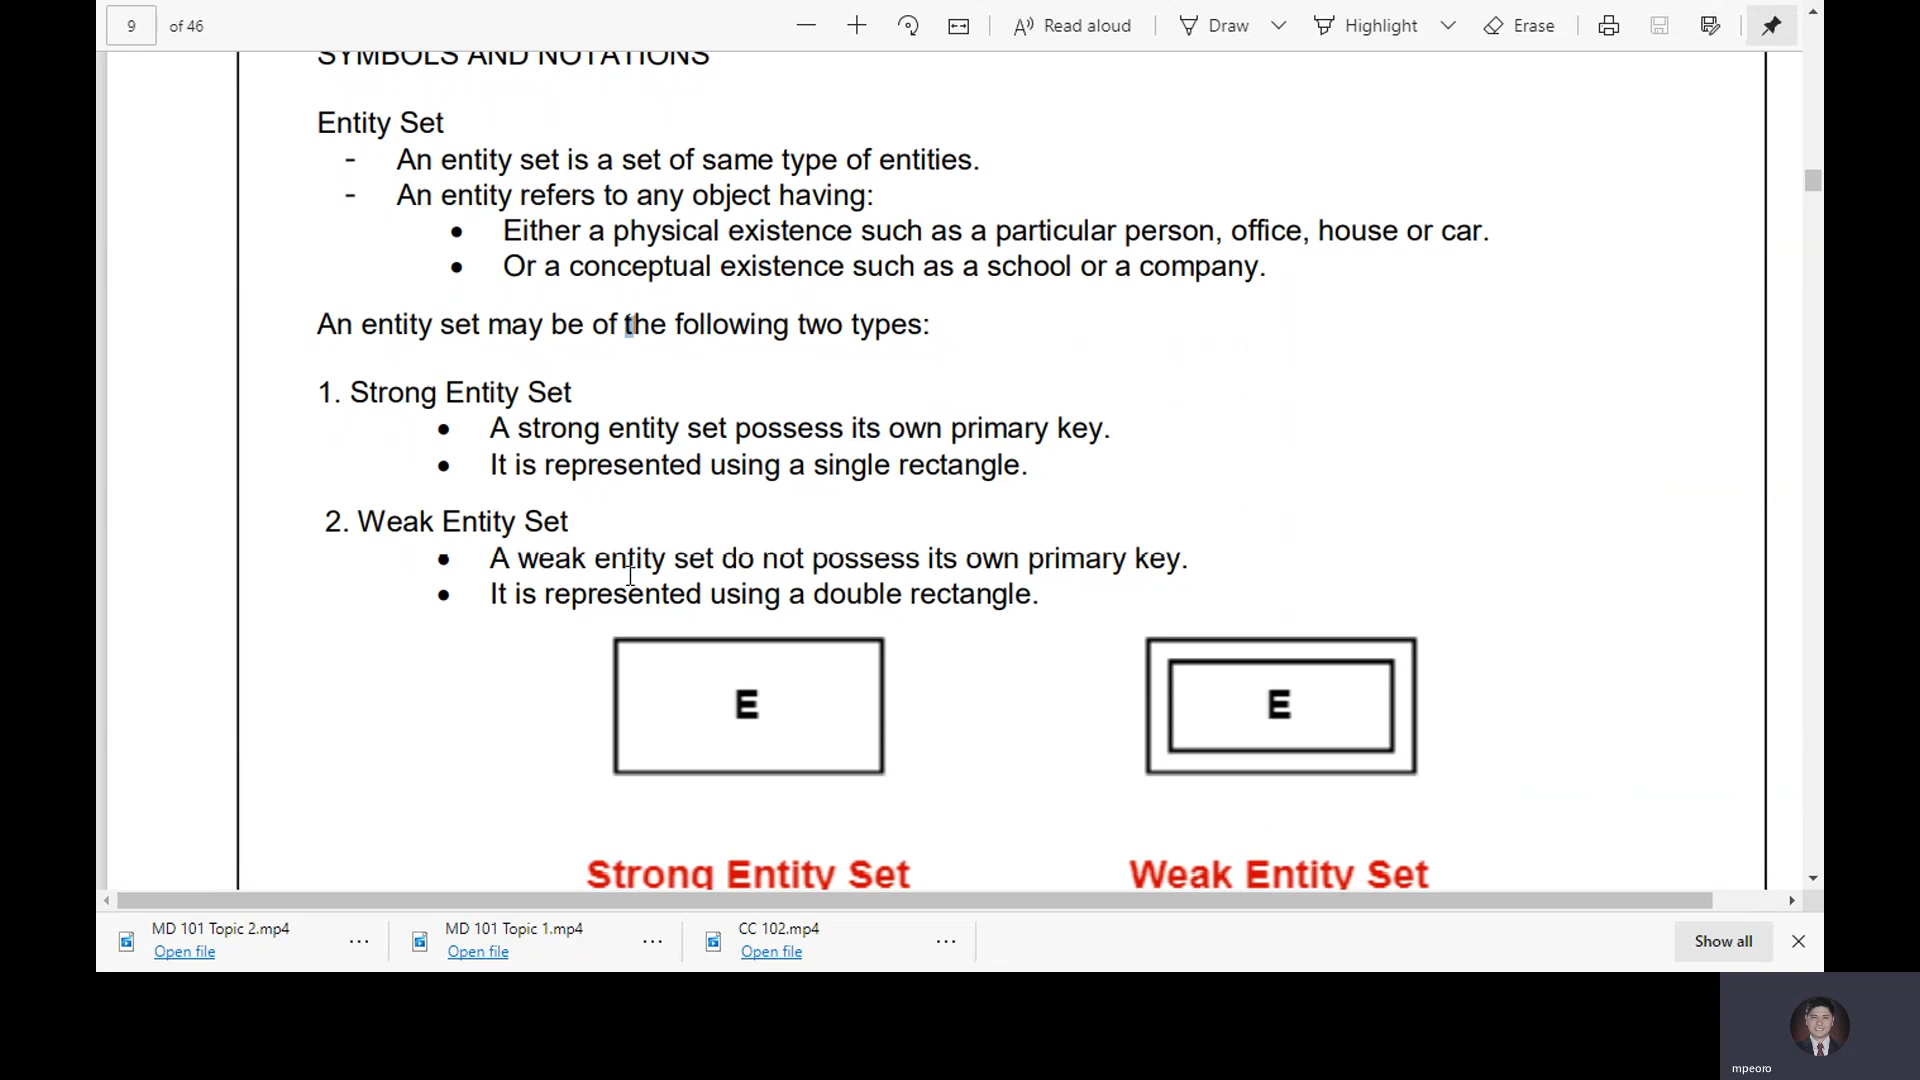 9 of 46 Read aloud Draw Highlight Erase
SYMBOLS AND NOTATIONS
Entity Set
- An entity set is a set of same type of entities.
- An entity refers to any object having:
• Either a physical existence such as a particular person, office, house or car.
• Or a conceptual existence such as a school or a company.
An entity set may be of the following two types:
1. Strong Entity Set
• A strong entity set possess its own primary key.
• It is represented using a single rectangle.
2. Weak Entity Set
• A weak entity set do not possess its own primary key.
• It is represented using a double rectangle.
E E
Strong Entity Set Weak Entity Set
MD 101 Topic 2.mp4 MD 101 Topic 1.mp4 CC 102.mp4
Open file Open file Open file
Show all
mpeoro